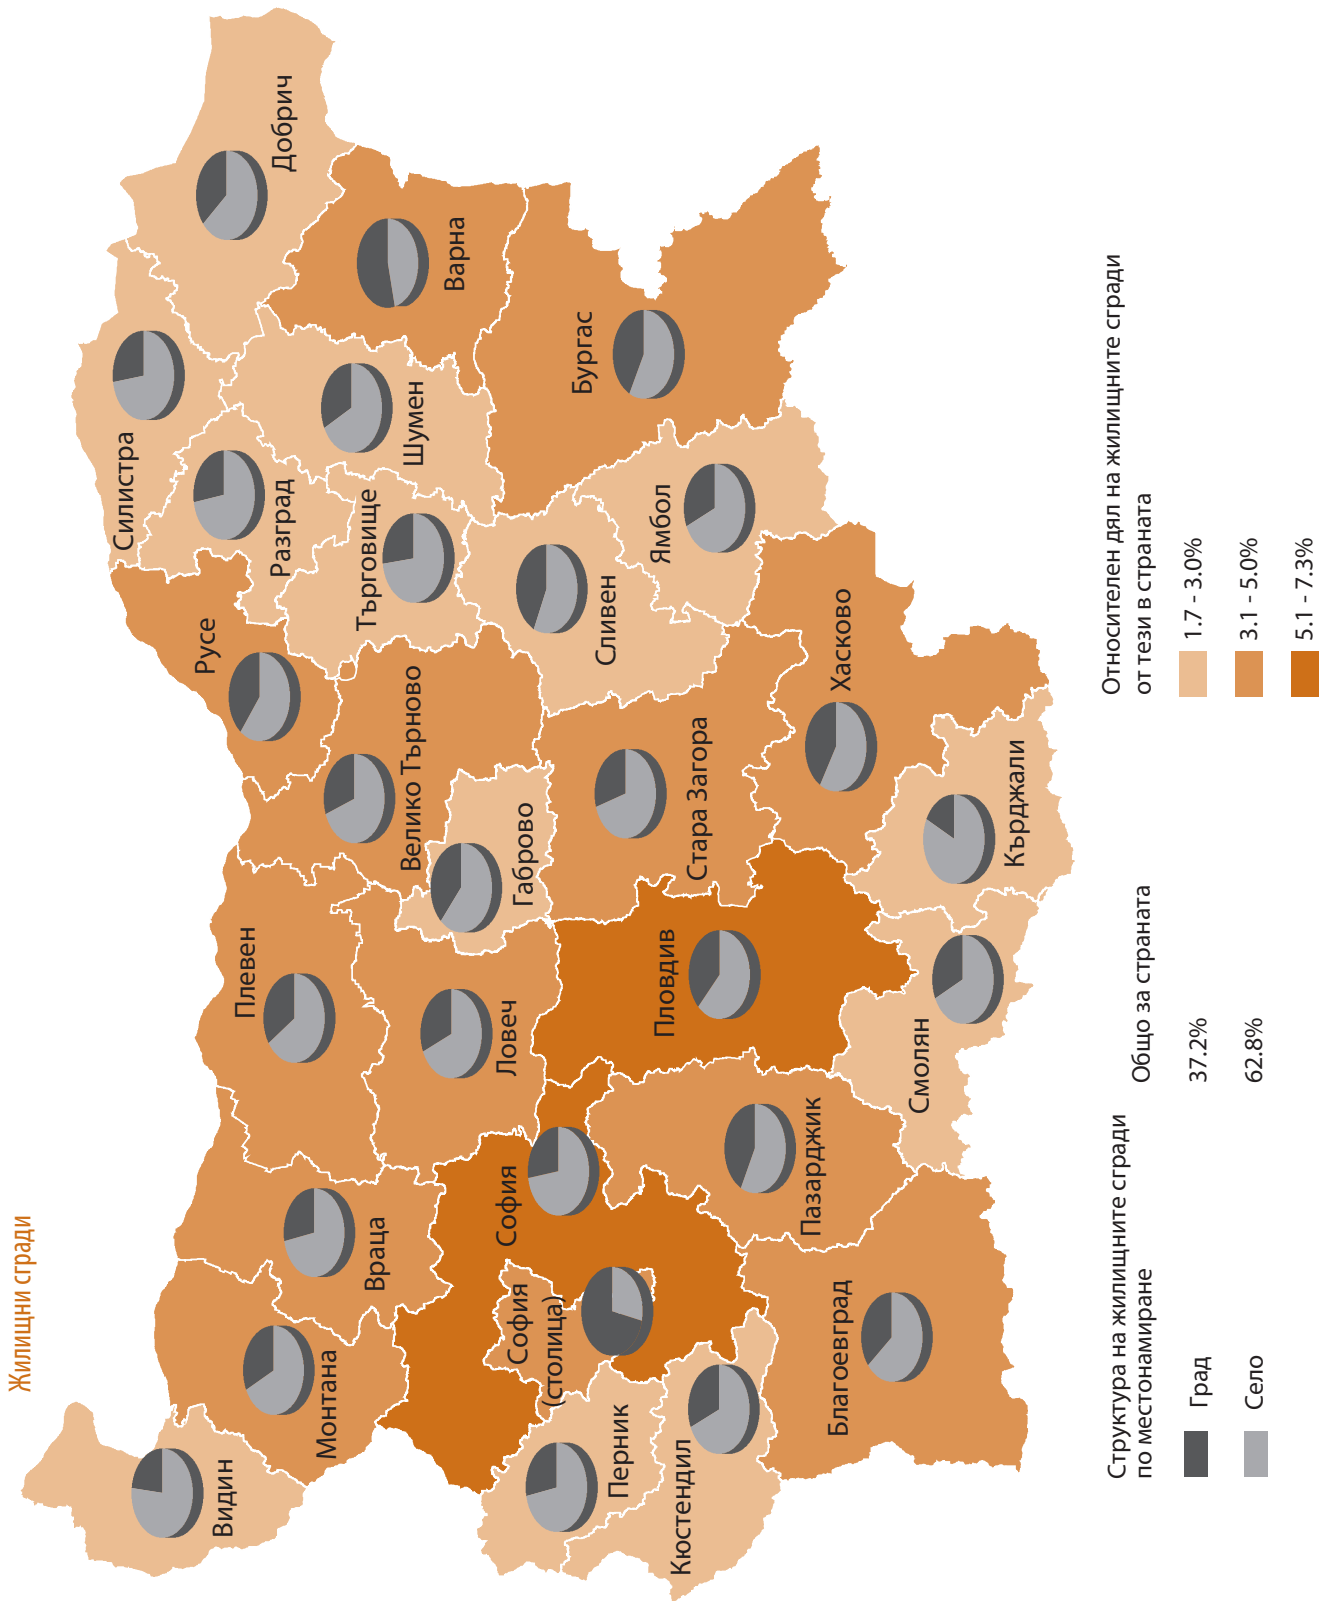 Жилищни сгради
Видин
Монтана
Враца
Плевен
Ловеч
Велико Търново
Габрово
Русе
Силистра
Разград
Търговище
Шумен
Добрич
Варна
Бургас
Сливен
Ямбол
Стара Загора
Хасково
Кърджали
Пловдив
Смолян
Пазарджик
София
София
(столица)
Перник
Кюстендил
Благоевград
Структура на жилищните сгради
по местонамиране
Град
Село
Общо за страната
37.2%
62.8%
Относителен дял на жилищните сгради
от тези в страната
1.7 - 3.0%
3.1 - 5.0%
5.1 - 7.3%